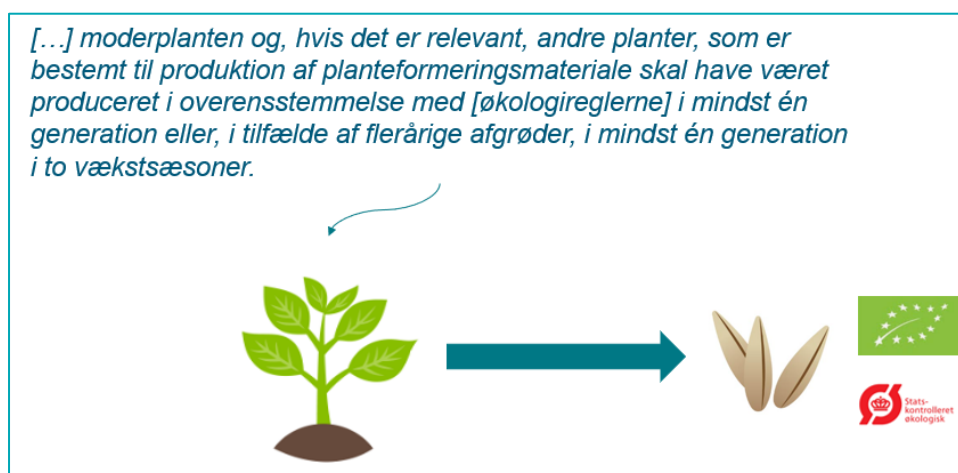 […] moderplanten og, hvis det er relevant, andre planter, som er
bestemt til produktion af planteformeringsmateriale skal have været
produceret i overensstemmelse med [økologireglerne] i mindst én
generation eller, i tilfælde af flerårige afgrøder, i mindst én generation
i to vækstsæsoner.
Stats-
kontrolleret
økologisk